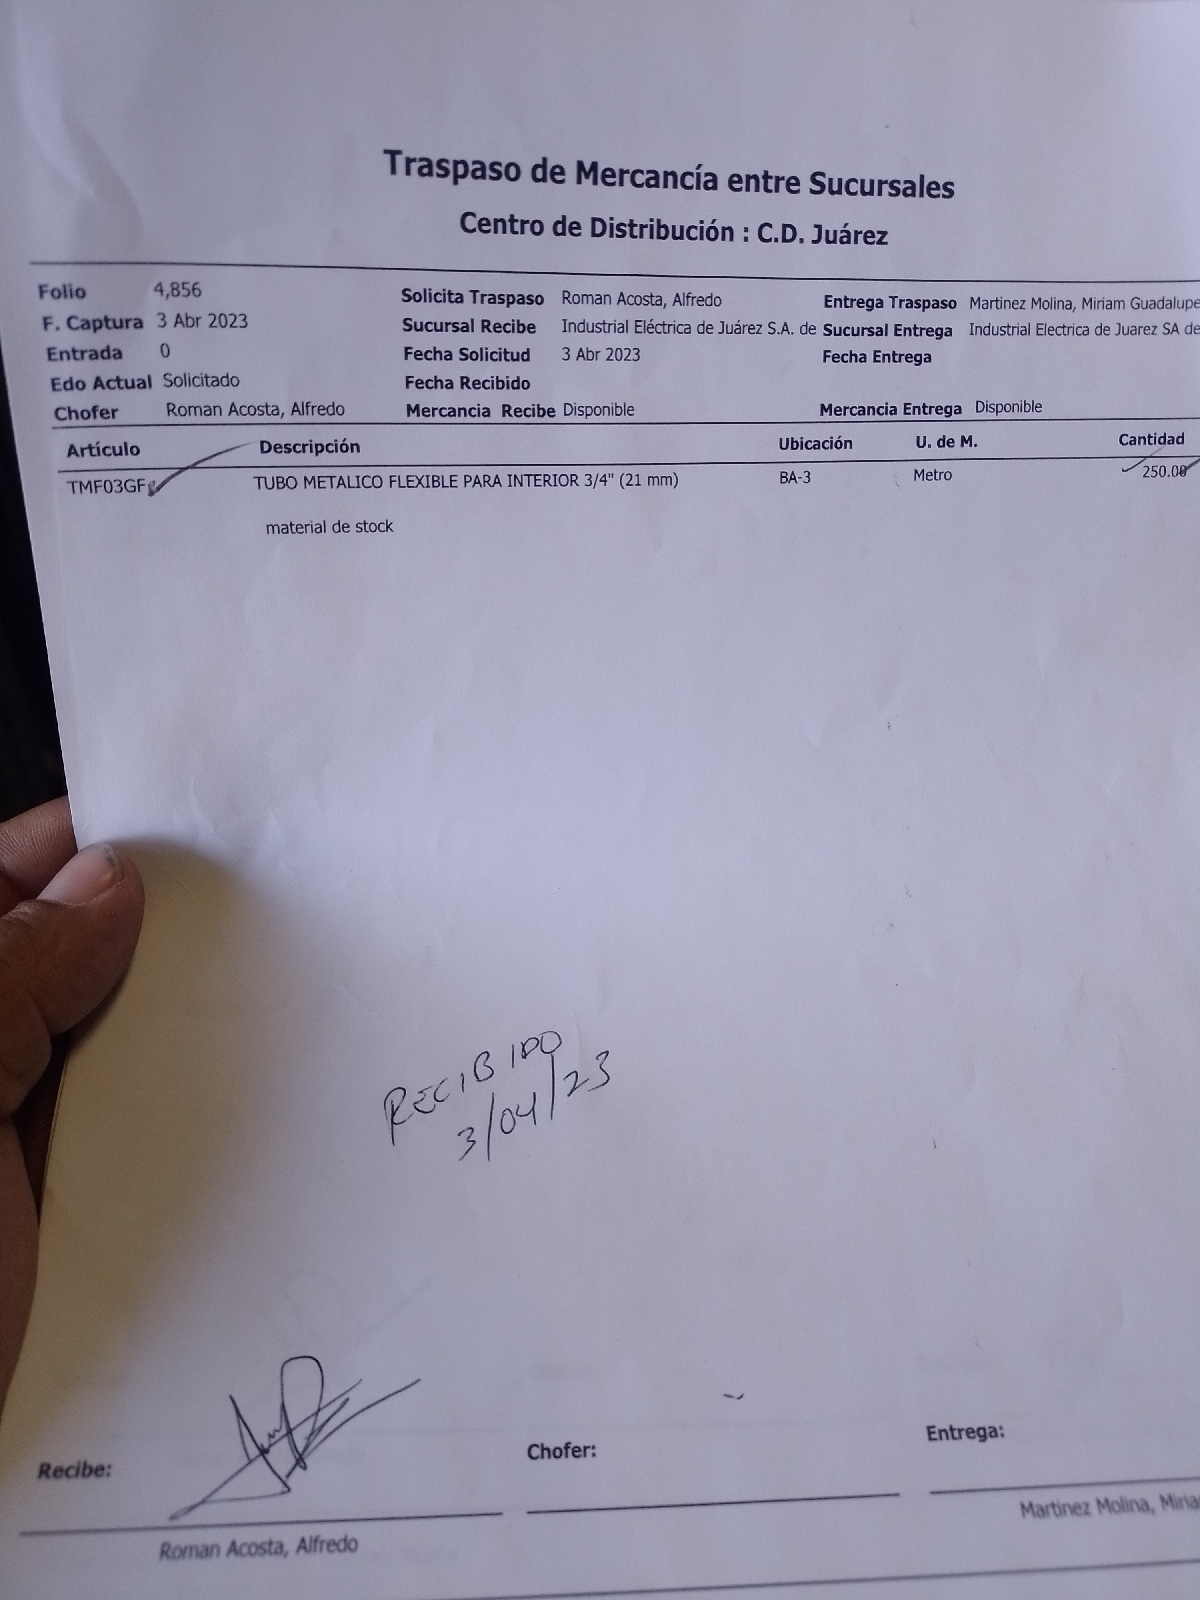 Traspaso de Mercancía entre Sucursales
Centro de Distribución : C.D. Juárez
Folio 4,856 Solicita Traspaso Roman Acosta, Alfredo Entrega Traspaso Martinez Molina, Miriam Guadalupe
F. Captura 3 Abr 2023 Sucursal Recibe Industrial Eléctrica de Juárez S.A. de Sucursal Entrega Industrial Electrica de Juarez SA de
Entrada 0 Fecha Solicitud 3 Abr 2023 Fecha Entrega
Edo Actual Solicitado Fecha Recibido
Chofer Roman Acosta, Alfredo Mercancia Recibe Disponible Mercancia Entrega Disponible
Artículo Descripción Ubicación U. de M. Cantidad
TMF03GF TUBO METALICO FLEXIBLE PARA INTERIOR 3/4" (21 mm) BA-3 Metro 250.00
material de stock
RECIBIDO
3/04/23
Recibe: Chofer: Entrega:
Roman Acosta, Alfredo Martinez Molina, Miria